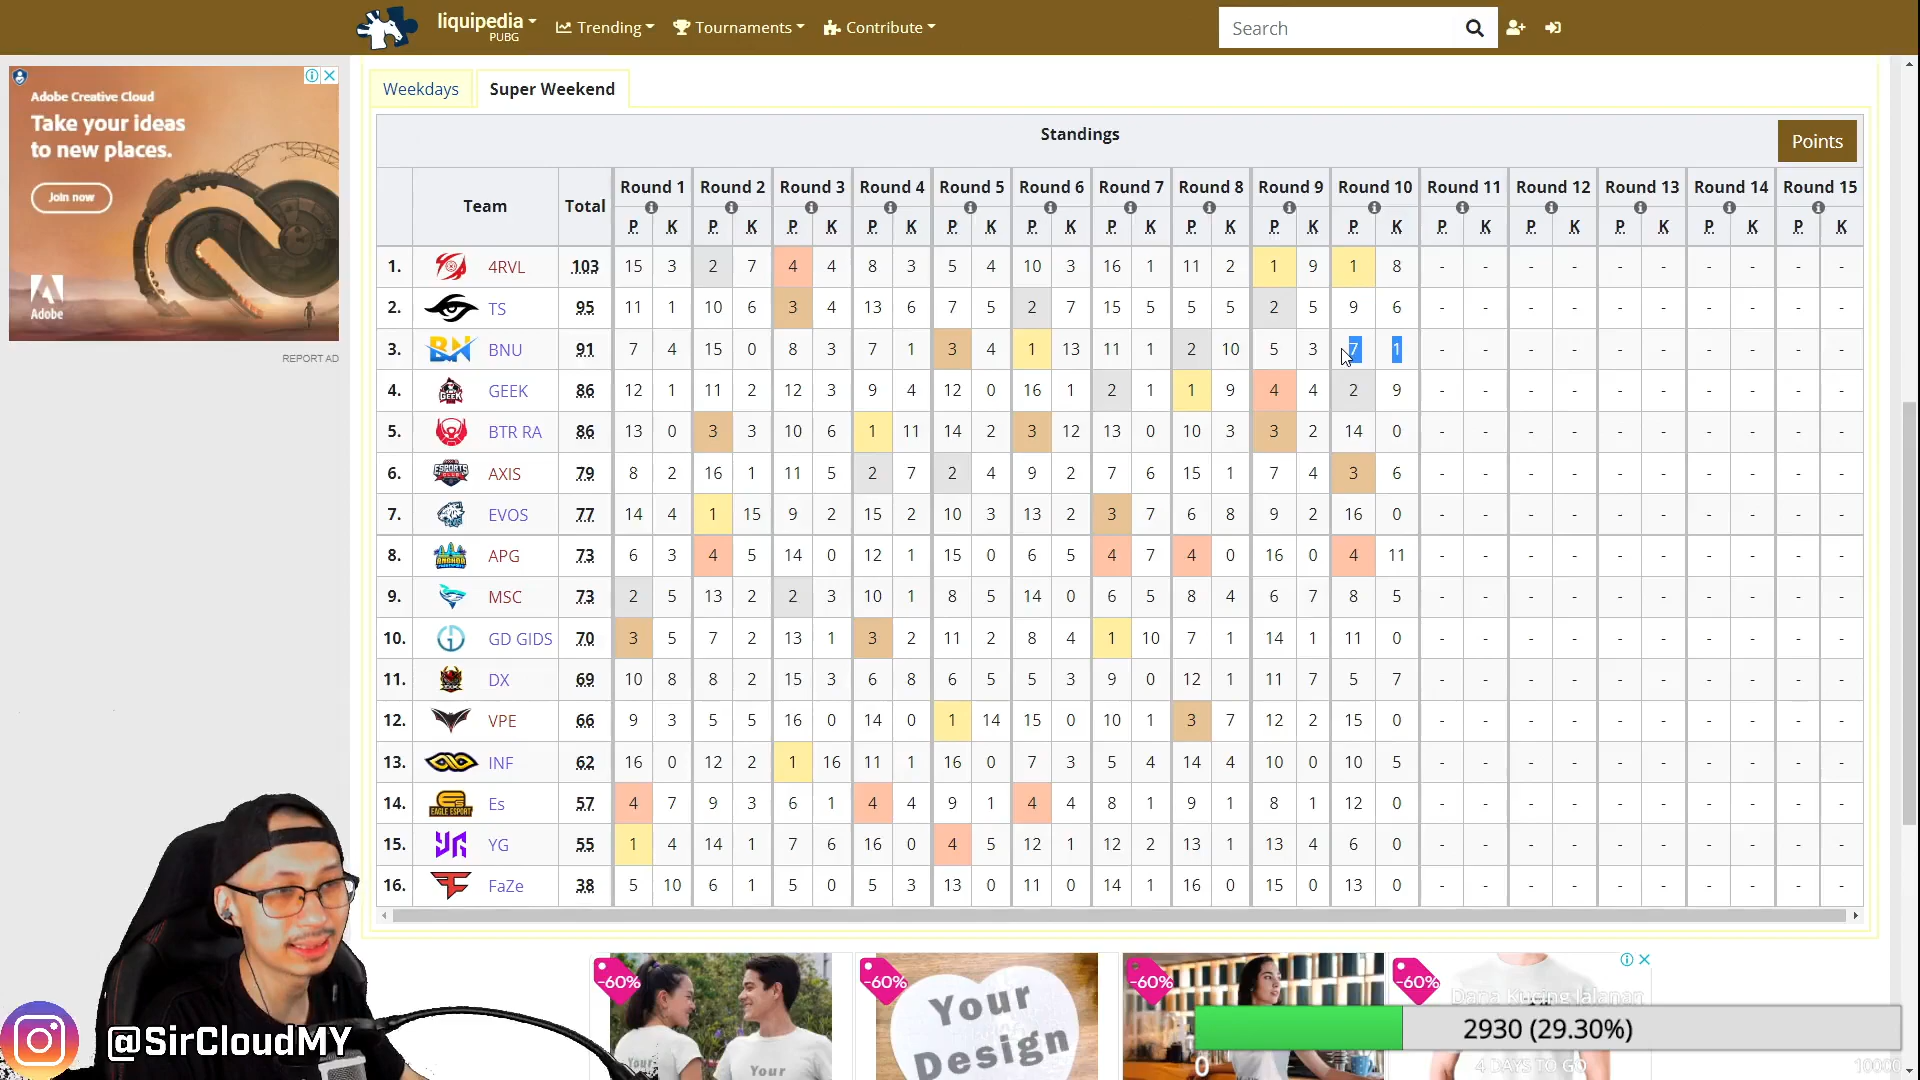 liquipedia
PUBG
Trending
Tournaments
Contribute
Search
Adobe Creative Cloud
Take your ideas
to new places.
Join now
Adobe
REPORT AD
Weekdays
Super Weekend
Standings
Points
Team Total Round 1 Round 2 Round 3 Round 4 Round 5 Round 6 Round 7 Round 8 Round 9 Round 10 Round 11 Round 12 Round 13 Round 14 Round 15
P K P K P K P K P K P K P K P K P K P K P K P K P K P K P K
1. 4RVL 103 15 3 2 7 4 4 8 3 5 4 10 3 16 1 11 2 1 9 1 8 - - - - - - - - - -
2. TS 95 11 1 10 6 3 4 13 6 7 5 2 7 15 5 5 5 2 5 9 6 - - - - - - - - - -
3. BN BNU 91 7 4 15 0 8 3 7 1 3 4 1 13 11 1 2 10 5 3 7 1 - - - - - - - - - -
4. GEEK GEEK 86 12 1 11 2 12 3 9 4 12 0 16 1 2 1 1 9 4 4 2 9 - - - - - - - - - -
5. BTR RA 86 13 0 3 3 10 6 1 11 14 2 3 12 13 0 10 3 3 2 14 0 - - - - - - - - - -
6. AXIS 79 8 2 16 1 11 5 2 7 2 4 9 2 7 6 15 1 7 4 3 6 - - - - - - - - - -
7. EVOS 77 14 4 1 15 9 2 15 2 10 3 13 2 3 7 6 8 9 2 16 0 - - - - - - - - - -
8. APG 73 6 3 4 5 14 0 12 1 15 0 6 5 4 7 4 0 16 0 4 11 - - - - - - - - - -
9. MSC 73 2 5 13 2 2 3 10 1 8 5 14 0 6 5 8 4 6 7 8 5 - - - - - - - - - -
10. GD GIDS 70 3 5 7 2 13 1 3 2 11 2 8 4 1 10 7 1 14 1 11 0 - - - - - - - - - -
11. DX 69 10 8 8 2 15 3 6 8 6 5 5 3 9 0 12 1 11 7 5 7 - - - - - - - - - -
12. VPE 66 9 3 5 5 16 0 14 0 1 14 15 0 10 1 3 7 12 2 15 0 - - - - - - - - - -
13. INF 62 16 0 12 2 1 16 11 1 16 0 7 3 5 4 14 4 10 0 10 5 - - - - - - - - - -
14. Es 57 4 7 9 3 6 1 4 4 9 1 4 4 8 1 9 1 8 1 12 0 - - - - - - - - - -
15. YG 55 1 4 14 1 7 6 16 0 4 5 12 1 12 2 13 1 13 4 6 0 - - - - - - - - - -
16. FaZe 38 5 10 6 1 5 0 5 3 13 0 11 0 14 1 16 0 15 0 13 0 - - - - - - - - - -
-60%
-60%
-60%
-60%
Your
Design
Your
Your
Dana Kucing Jalanan
2930 (29.30%)
0
4 DAYS TO GO
10000
@SirCloudMY